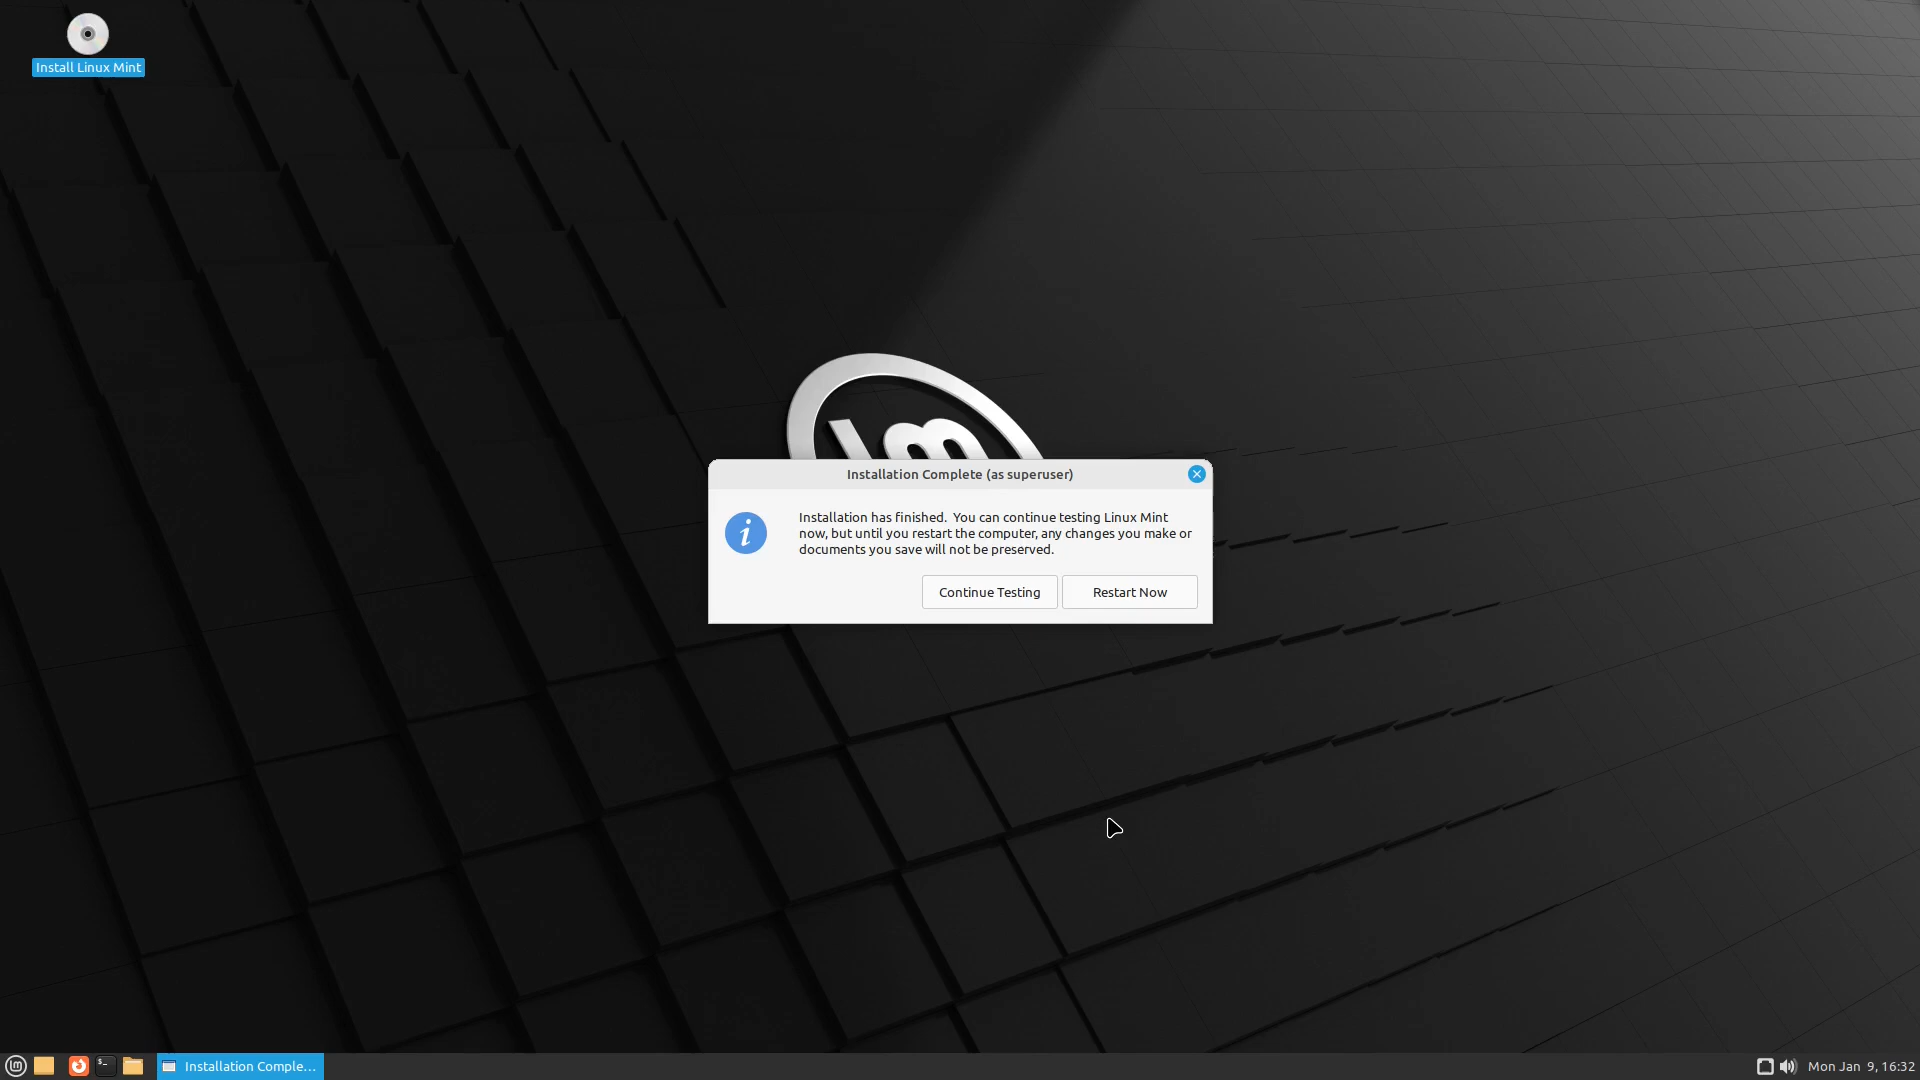 Install Linux Mint
lm
Installation Complete (as superuser)
Installation has finished. You can continue testing Linux Mint
now, but until you restart the computer, any changes you make or
documents you save will not be preserved.
Continue Testing Restart Now
Installation Comple... Mon Jan 9, 16:32